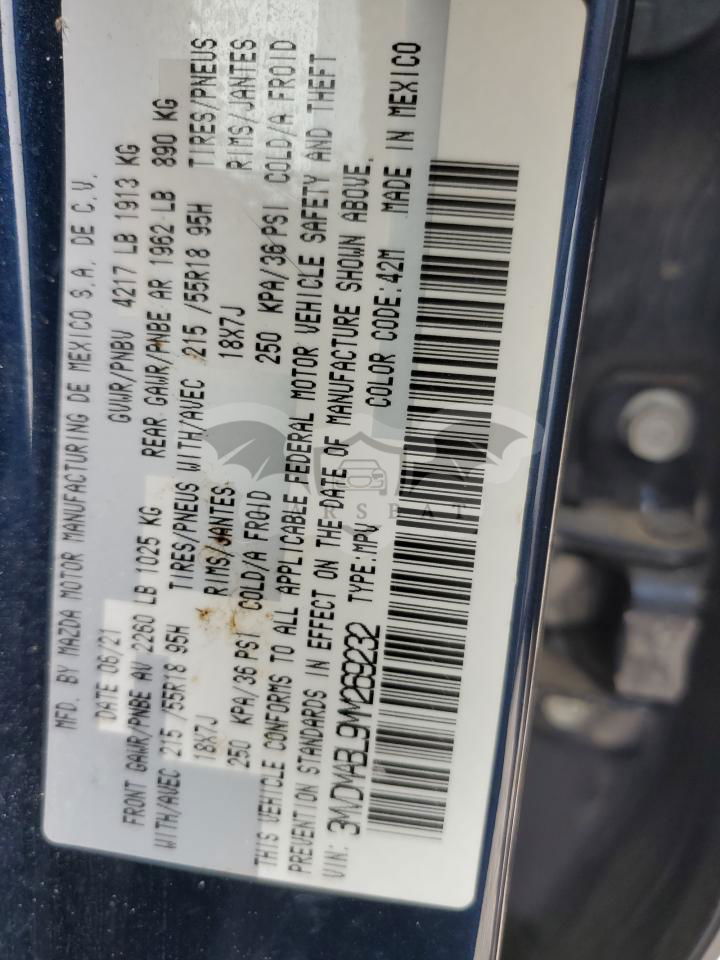 MFD. BY MAZDA MOTOR MANUFACTURING DE MEXICO S.A. DE C.V.
DATE 06/21 GVWR/PNBV 4217 LB 1913 KG
FRONT GAWR/PNBE AV 2260 LB 1025 KG REAR GAWR/PNBE AR 1962 LB 890 KG
WITH/AVEC 215 /55R18 95H TIRES/PNEUS WITH/AVEC 215 /55R18 95H TIRES/PNEUS
18X7J RIMS/JANTES. 18X7J RIMS/JANTES
250 KPA/36 PSI COLD/A FROID 250 KPA/36 PSI COLD/A FROID
THIS VEHICLE CONFORMS TO ALL APPLICABLE FEDERAL MOTOR VEHICLE SAFETY AND THEFT
PREVENTION STANDARDS IN EFFECT ON THE DATE OF MANUFACTURE SHOWN ABOVE.
VIN: 3MVDMABL9MM269232 TYPE: MPV COLOR CODE: 42M MADE IN MEXICO
CARSBAT